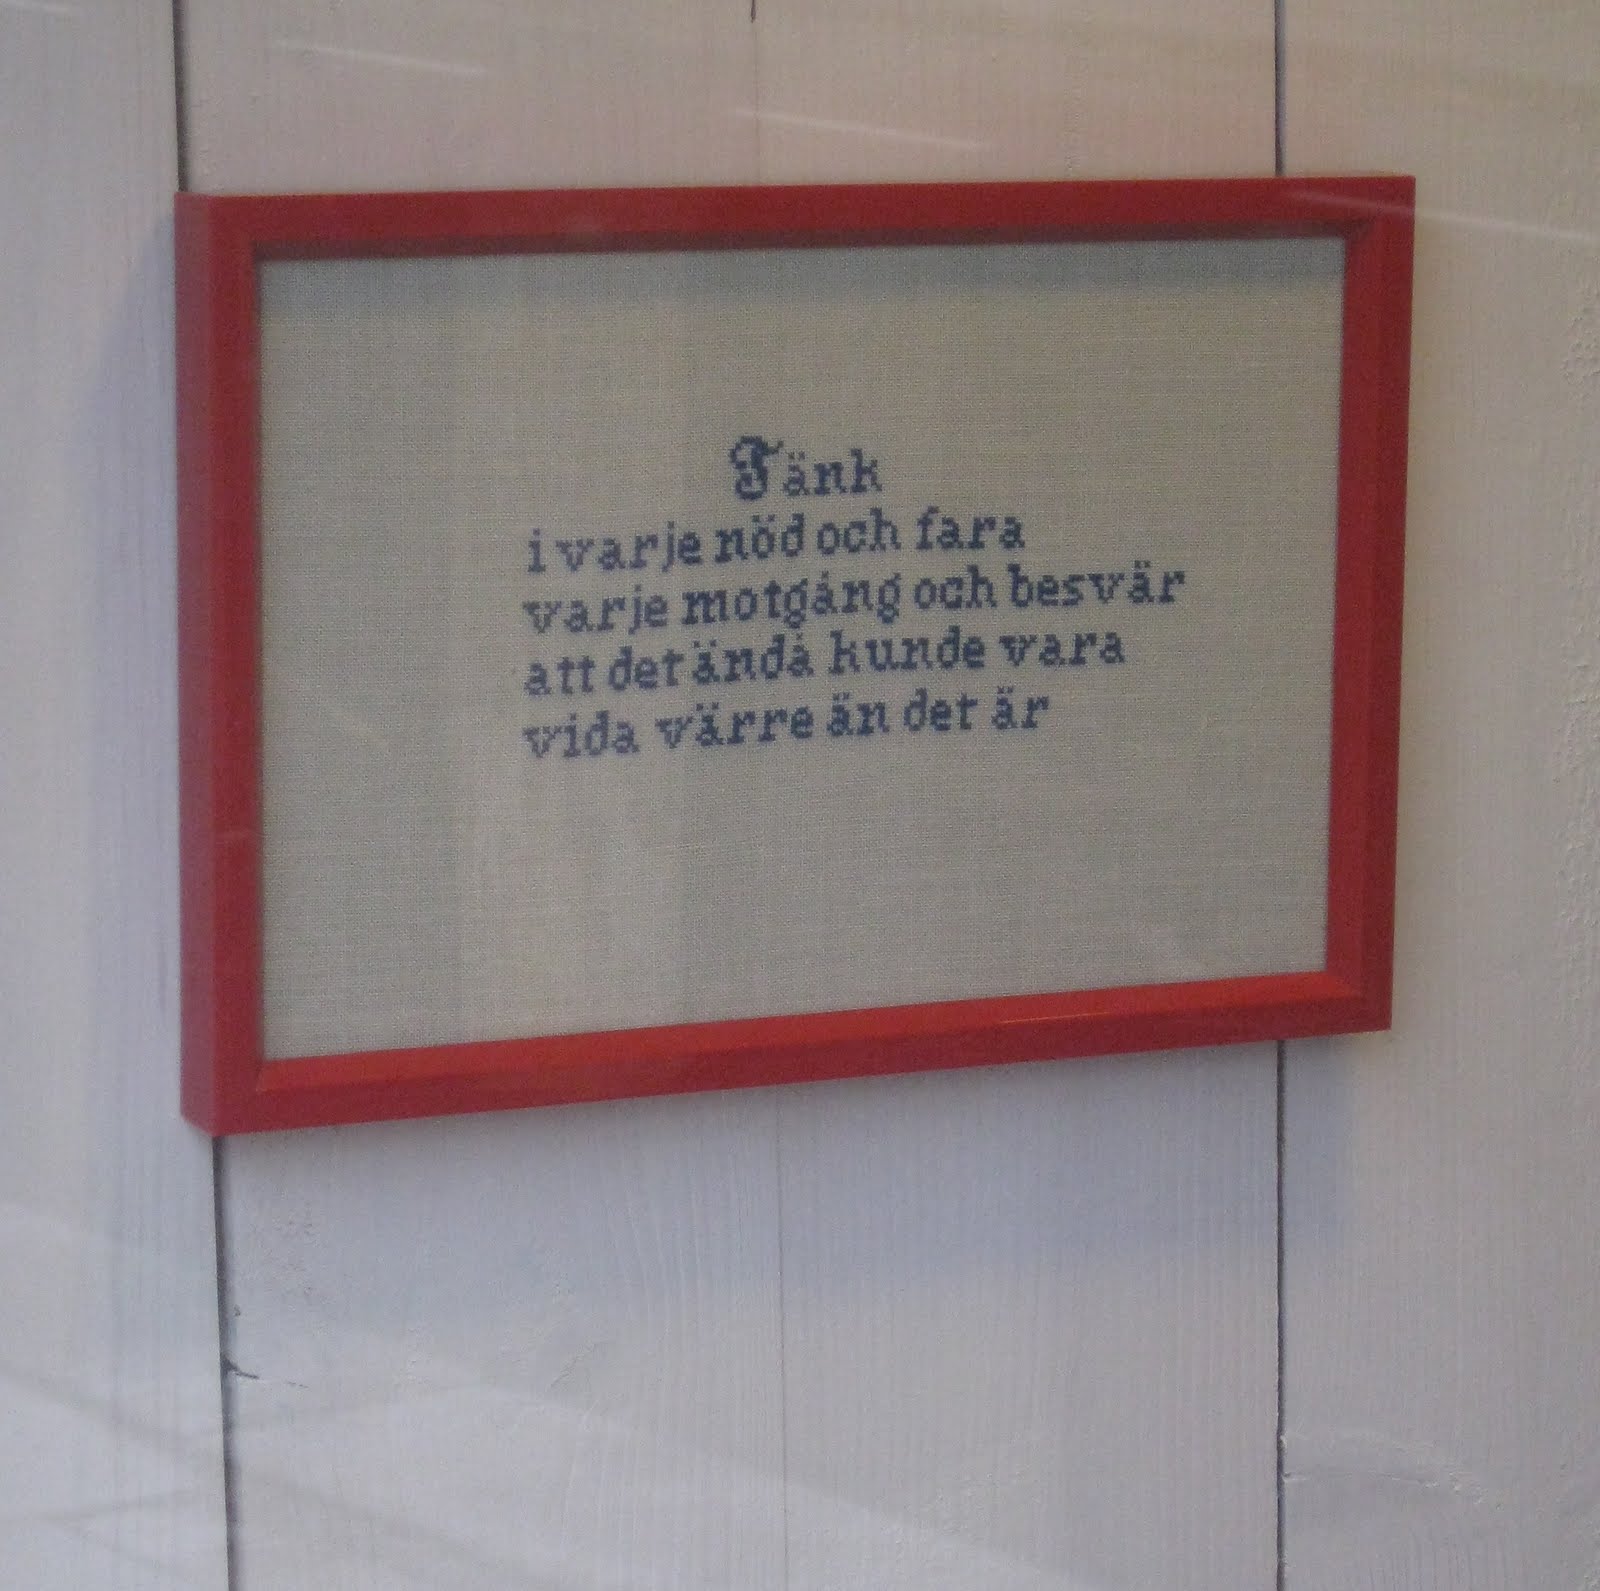 Tänk
i varje nöd och fara
varje motgång och besvär
att det ändå kunde vara
vida värre än det är